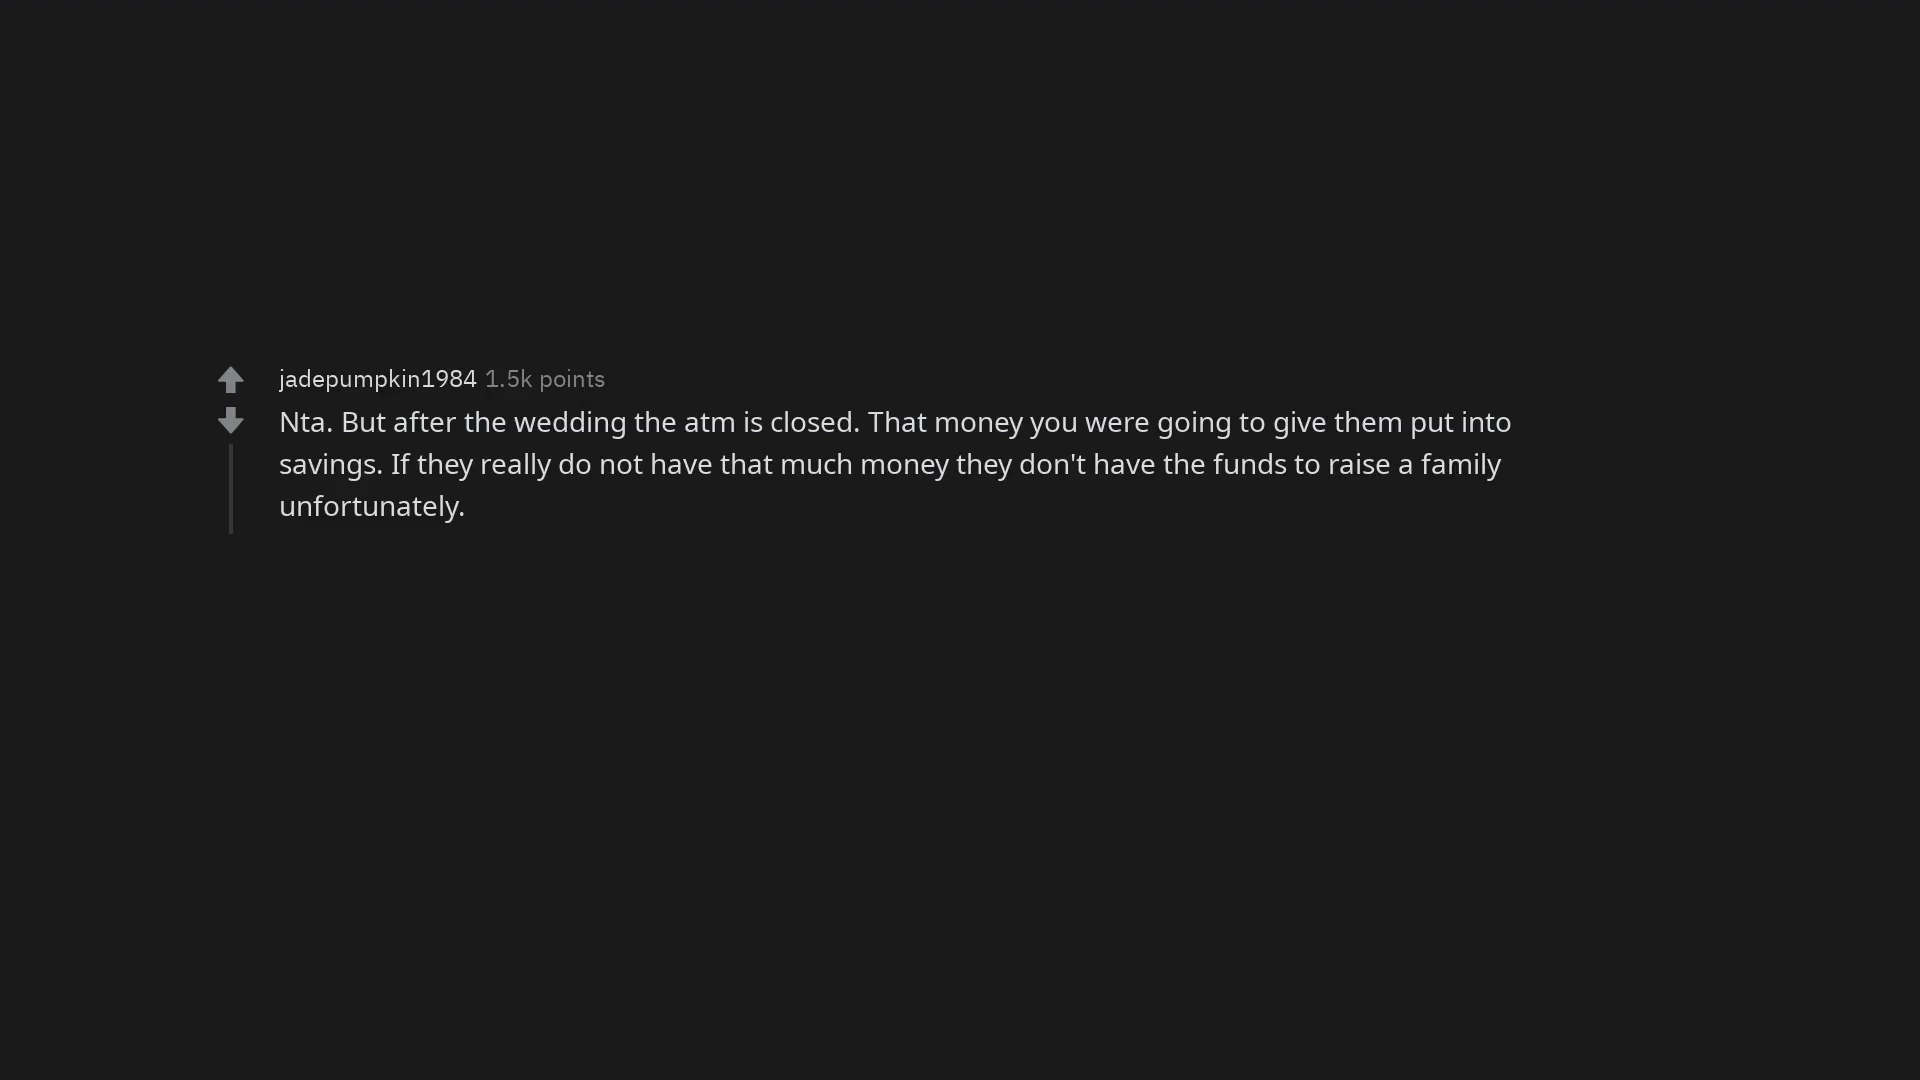 jadepumpkin1984 1.5k points
Nta. But after the wedding the atm is closed. That money you were going to give them put into
savings. If they really do not have that much money they don't have the funds to raise a family
unfortunately.